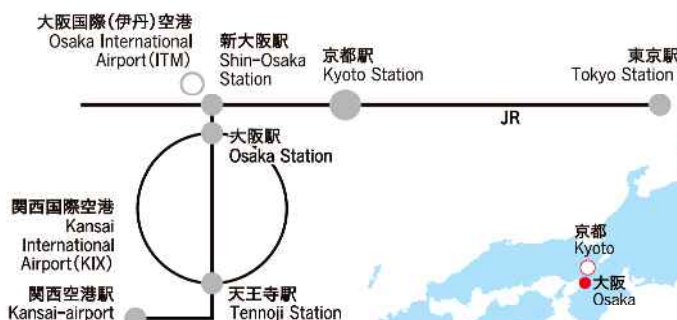 大阪国際(伊丹)空港
Osaka International
Airport(ITM)
新大阪駅
Shin-Osaka
Station
京都駅
Kyoto Station
東京駅
Tokyo Station
JR
大阪駅
Osaka Station
関西国際空港
Kansai
International
Airport(KIX)
京都
Kyoto
大阪
Osaka
関西空港駅
Kansai-airport
天王寺駅
Tennoji Station